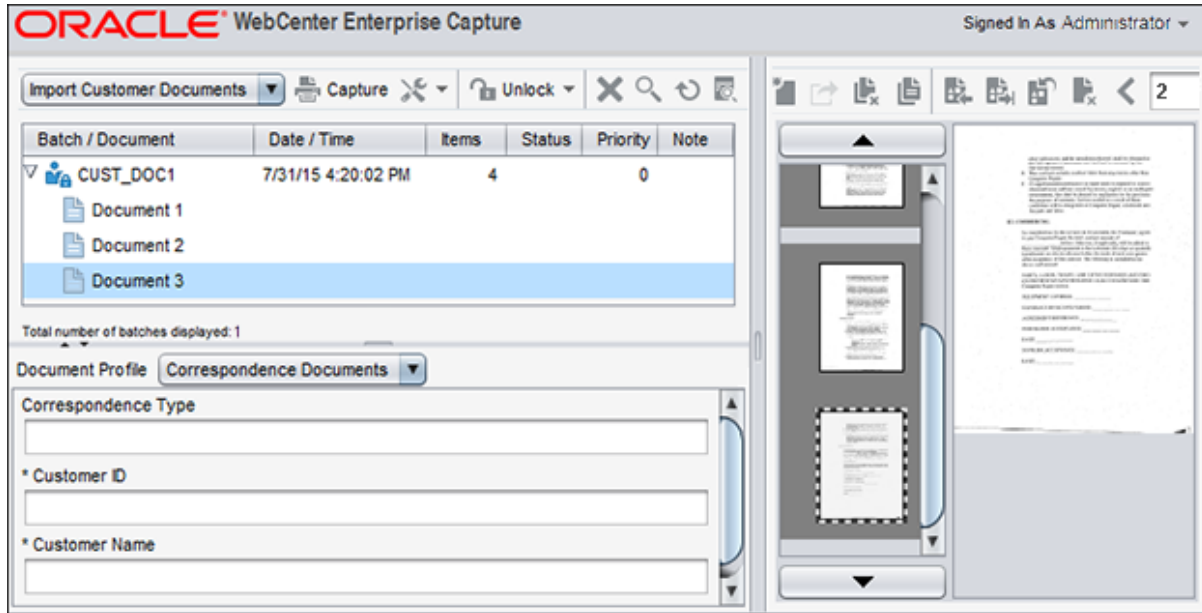 ORACLE WebCenter Enterprise Capture
Signed In As Administrator
Import Customer Documents Capture Unlock
2
Batch / Document Date / Time Items Status Priority Note
CUST_DOC1 7/31/15 4:20:02 PM 4 0
Document 1
Document 2
Document 3
Total number of batches displayed: 1
Document Profile Correspondence Documents
Correspondence Type
* Customer ID
* Customer Name